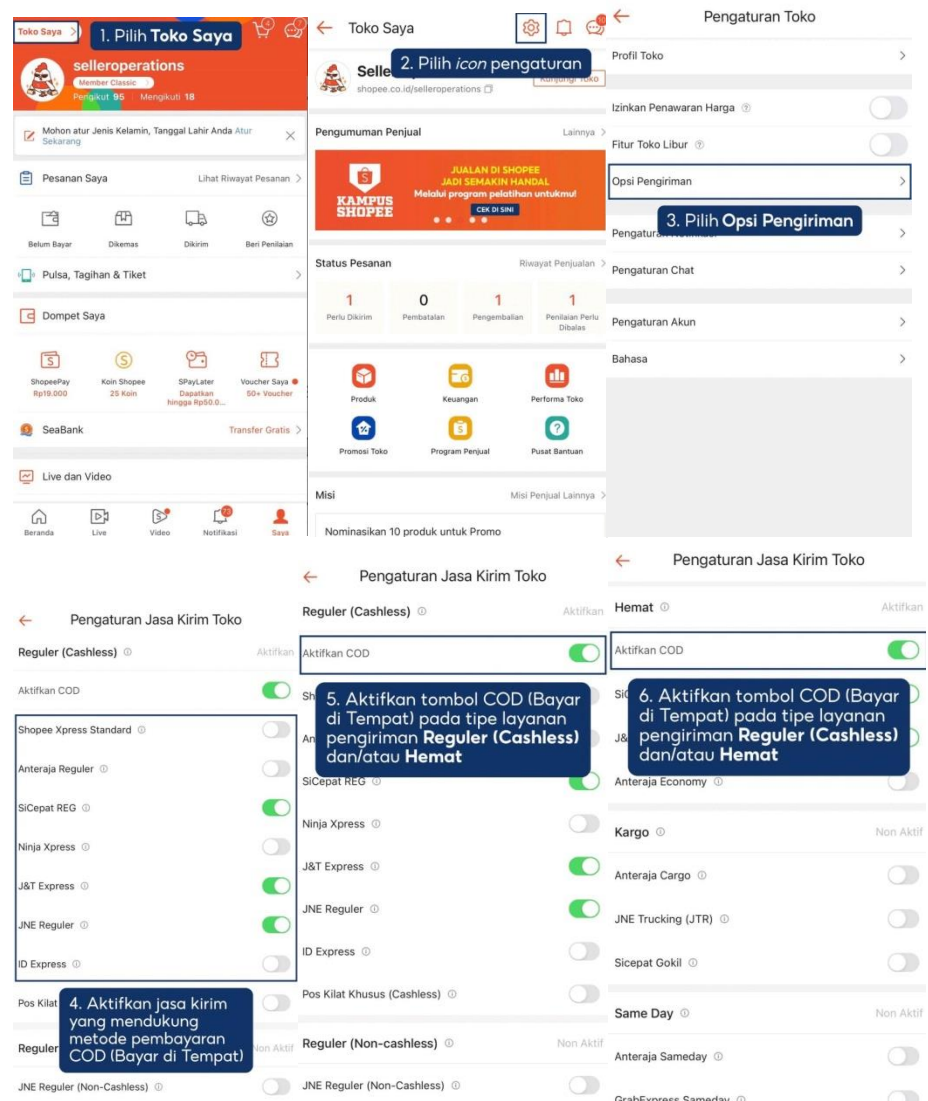 Toko Saya >
1. Pilih Toko Saya
selleroperations
Member Classic >
Pengikut 95 Mengikuti 18
Mohon atur Jenis Kelamin, Tanggal Lahir Anda Atur
Sekarang
Pesanan Saya
Lihat Riwayat Pesanan >
Belum Bayar
Dikemas
Dikirim
Beri Penilaian
Pulsa, Tagihan & Tiket
Dompet Saya
ShopeePay
Rp19.000
Koin Shopee
25 Koin
SPayLater
Dapatkan
hingga Rp50.0...
Voucher Saya
50+ Voucher
SeaBank
Transfer Gratis >
Live dan Video
73
Beranda
Live
Video
Notifikasi
Saya
Toko Saya
2. Pilih icon pengaturan
Selle
shopee.co.id/selleroperations
Kunjungi Toko
Pengumuman Penjual
Lainnya >
KAMPUS
SHOPEE
JUALAN DI SHOPEE
JADI SEMAKIN HANDAL
Melalui program pelatihan untukmu!
CEK DI SINI
Status Pesanan
Riwayat Penjualan >
1
Perlu Dikirim
0
Pembatalan
1
Pengembalian
1
Penilaian Perlu
Dibalas
Produk
Keuangan
Performa Toko
Promosi Toko
Program Penjual
Pusat Bantuan
Misi
Misi Penjual Lainnya >
Nominasikan 10 produk untuk Promo
Pengaturan Toko
Profil Toko
Izinkan Penawaran Harga
Fitur Toko Libur
Opsi Pengiriman
3. Pilih Opsi Pengiriman
Pengaturan Chat
Pengaturan Akun
Bahasa
Pengaturan Jasa Kirim Toko
Reguler (Cashless)
Aktifkan
Aktifkan COD
Shopee Xpress Standard
Anteraja Reguler
SiCepat REG
Ninja Xpress
J&T Express
JNE Reguler
ID Express
Pos Kilat
4. Aktifkan jasa kirim
yang mendukung
metode pembayaran
COD (Bayar di Tempat)
Reguler
Non Aktif
JNE Reguler (Non-Cashless)
Pengaturan Jasa Kirim Toko
Reguler (Cashless)
Aktifkan
Aktifkan COD
5. Aktifkan tombol COD (Bayar
di Tempat) pada tipe layanan
pengiriman Reguler (Cashless)
dan/atau Hemat
SiCepat REG
Ninja Xpress
J&T Express
JNE Reguler
ID Express
Pos Kilat Khusus (Cashless)
Reguler (Non-cashless)
Non Aktif
JNE Reguler (Non-Cashless)
Pengaturan Jasa Kirim Toko
Hemat
Aktifkan
Aktifkan COD
6. Aktifkan tombol COD (Bayar
di Tempat) pada tipe layanan
pengiriman Reguler (Cashless)
dan/atau Hemat
Anteraja Economy
Kargo
Non Aktif
Anteraja Cargo
JNE Trucking (JTR)
Sicepat Gokil
Same Day
Non Aktif
Anteraja Sameday
GrabExpress Sameday